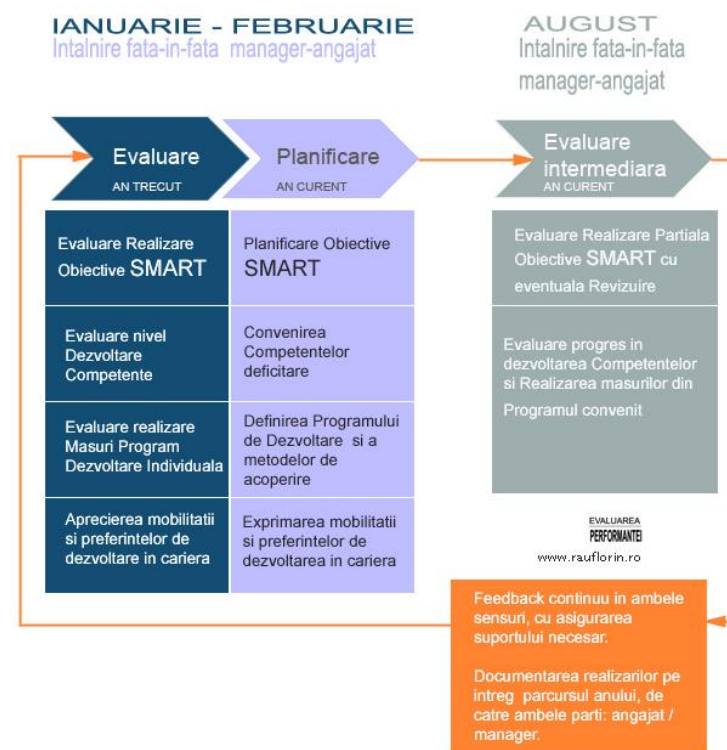 IANUARIE - FEBRUARIE
Intalnire fata-in-fata manager-angajat
AUGUST
Intalnire fata-in-fata
manager-angajat
Evaluare
AN TRECUT
Planificare
AN CURENT
Evaluare
intermediara
AN CURENT
Evaluare Realizare
Obiective SMART
Planificare Obiective
SMART
Evaluare Realizare Partiala
Obiective SMART cu
eventuala Revizuire
Evaluare nivel
Dezvoltare
Competente
Convenirea
Competentelor
deficitare
Evaluare progres in
dezvoltarea Competentelor
si Realizarea masurilor din
Programul convenit
Evaluare realizare
Masuri Program
Dezvoltare Individuala
Definirea Programului
de Dezvoltare si a
metodelor de
acoperire
Aprecierea mobilitatii
si preferintelor de
dezvoltare in cariera
Exprimarea mobilitatii
si preferintelor de
dezvoltarea in cariera
EVALUAREA
PERFORMANTEI
www.rauflorin.ro
Feedback continuu in ambele
sensuri, cu asigurarea
suportului necesar.
Documentarea realizarilor pe
intreg parcursul anului, de
catre ambele parti: angajat /
manager.